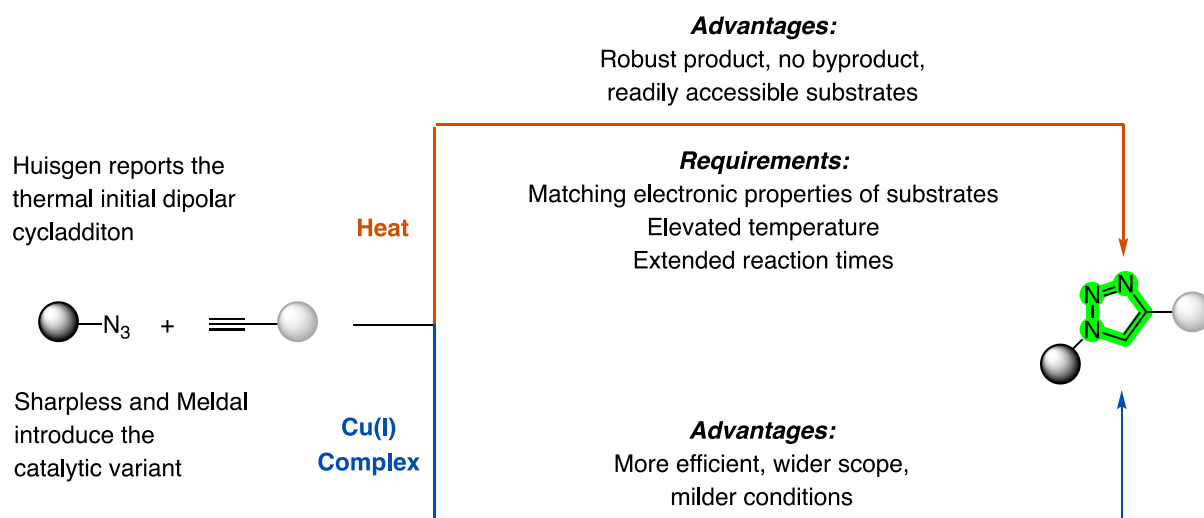 Advantages:
Robust product, no byproduct,
readily accessible substrates
Huisgen reports the
thermal initial dipolar
cycladditon
Heat
Requirements:
Matching electronic properties of substrates
Elevated temperature
Extended reaction times
N₃ +
N
N
N
Sharpless and Meldal
introduce the
catalytic variant
Cu(I)
Complex
Advantages:
More efficient, wider scope,
milder conditions